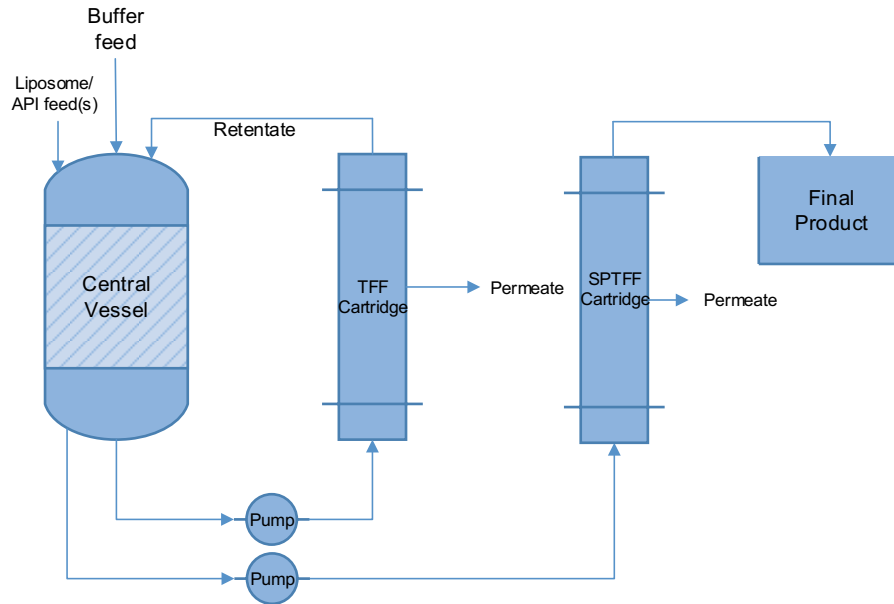 Buffer
feed
Liposome/
API feed(s)
Retentate
Central
Vessel
TFF
Cartridge
Permeate
SPTFF
Cartridge
Permeate
Final
Product
Pump
Pump